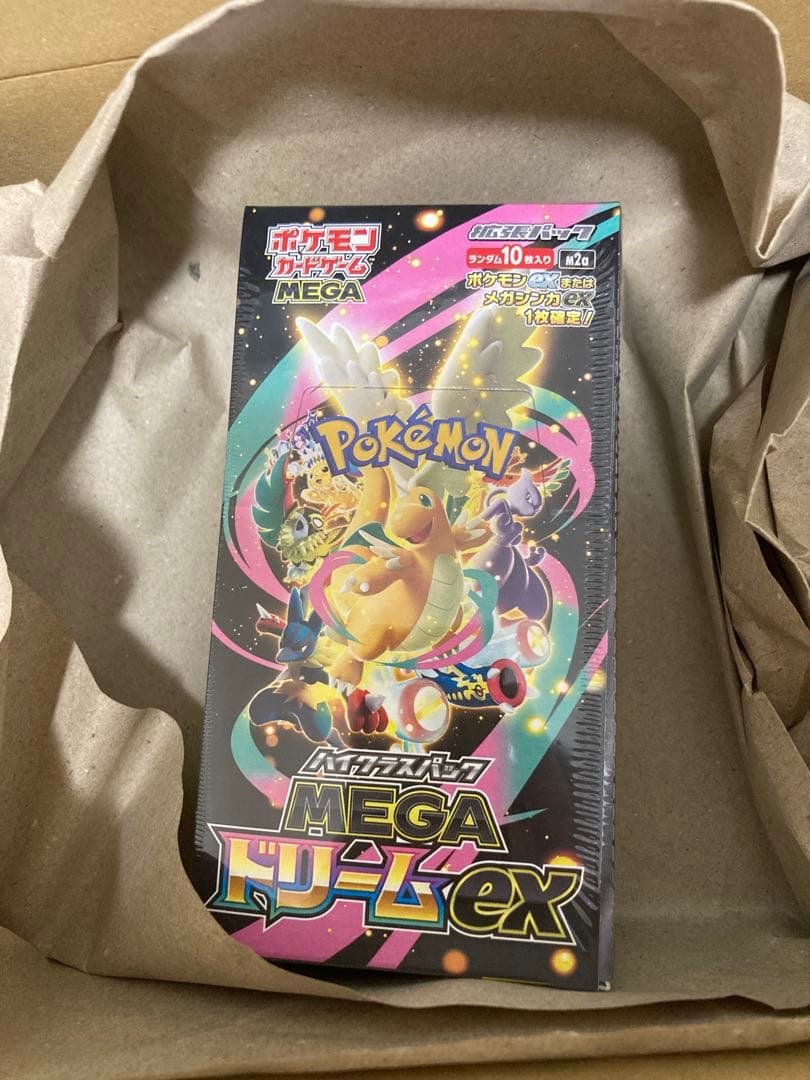 ポケモン
カードゲーム
MEGA
拡張パック
ランダム10枚入り
M2a
ポケモンexまたは
メガシンカex
1枚確定!
POKéMON
ハイクラスパック
MEGA
ドリームex